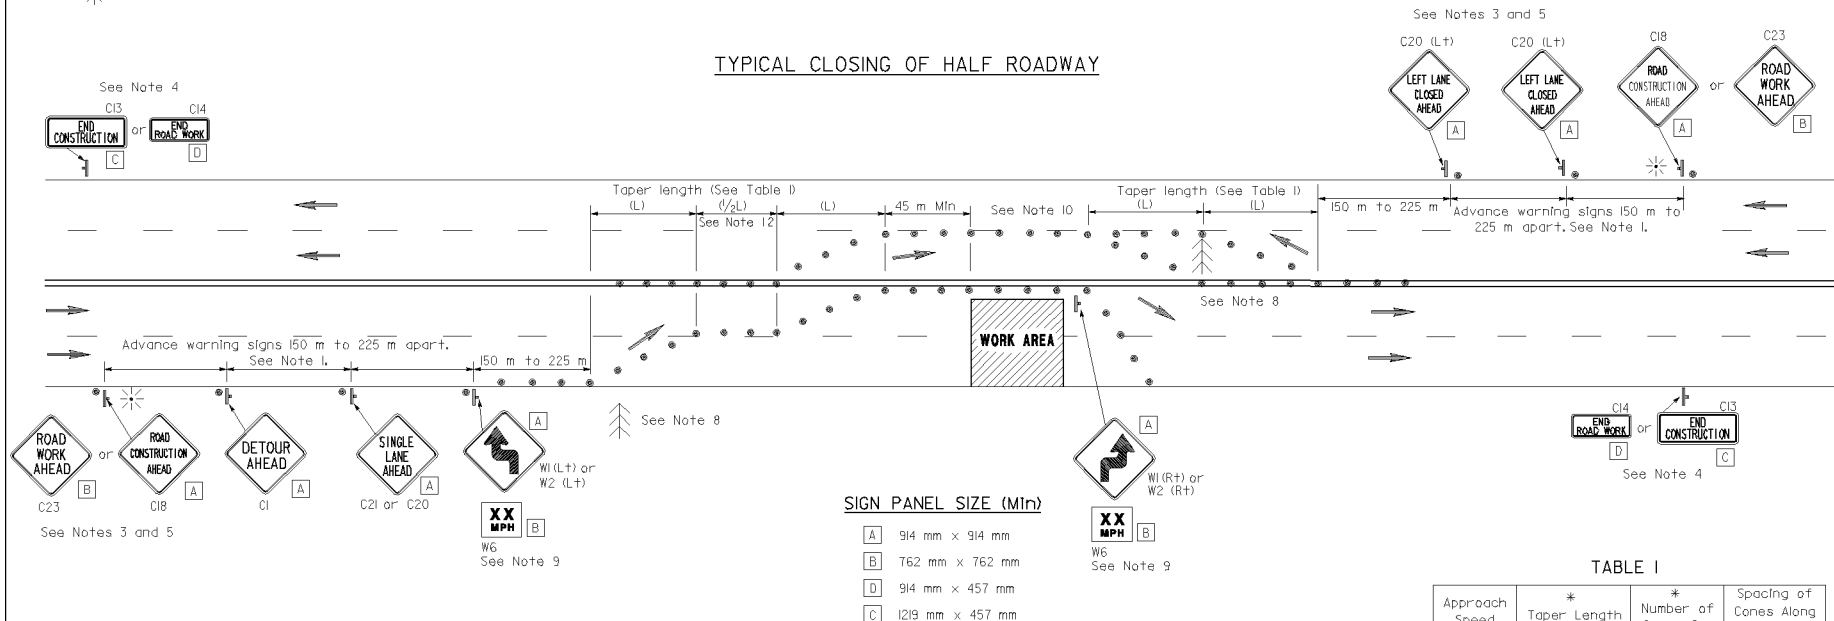 TYPICAL CLOSING OF HALF ROADWAY
See Notes 3 and 5
C20 (Lt)
C20 (Lt)
C18
C23
LEFT LANE
CLOSED
AHEAD
LEFT LANE
CLOSED
AHEAD
ROAD
CONSTRUCTION
AHEAD
or
ROAD
WORK
AHEAD
A
A
A
B
See Note 4
C13
C14
END
CONSTRUCTION
or
END
ROAD WORK
C
D
Taper length (See Table 1)
(L)
(1/2L)
(L)
See Note 12
45 m Min
See Note 10
Taper length (See Table 1)
(L)
(L)
150 m to 225 m
Advance warning signs 150 m to
225 m apart. See Note 1.
See Note 8
WORK AREA
Advance warning signs 150 m to 225 m apart.
See Note 1.
150 m to 225 m
See Note 8
ROAD
WORK
AHEAD
B
C23
or
ROAD
CONSTRUCTION
AHEAD
A
C18
See Notes 3 and 5
DETOUR
AHEAD
A
C1
SINGLE
LANE
AHEAD
A
C21 or C20
A
W1 (Lt) or
W2 (Lt)
XX
MPH
B
W6
See Note 9
A
W1 (Rt) or
W2 (Rt)
XX
MPH
B
W6
See Note 9
C14
C13
END
ROAD WORK
or
END
CONSTRUCTION
D
C
See Note 4
SIGN PANEL SIZE (Min)
A 914 mm x 914 mm
B 762 mm x 762 mm
D 914 mm x 457 mm
C 1219 mm x 457 mm
TABLE 1
Approach
* Taper Length
* Number of
Spacing of
Cones Along